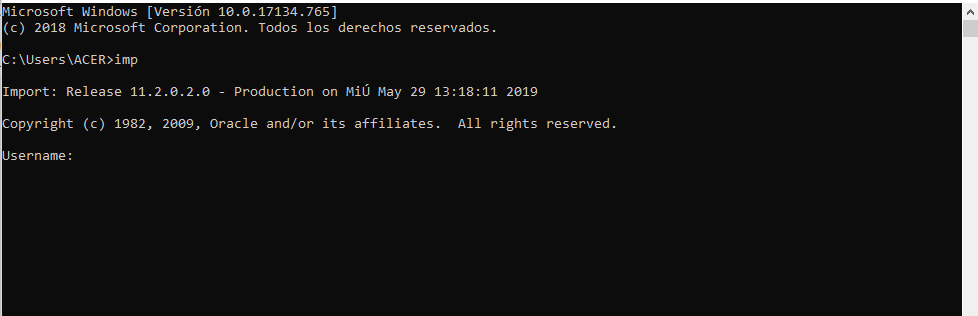 Microsoft Windows [Versión 10.0.17134.765]
(c) 2018 Microsoft Corporation. Todos los derechos reservados.
C:\Users\ACER>imp
Import: Release 11.2.0.2.0 - Production on MiÚ May 29 13:18:11 2019
Copyright (c) 1982, 2009, Oracle and/or its affiliates.  All rights reserved.
Username: